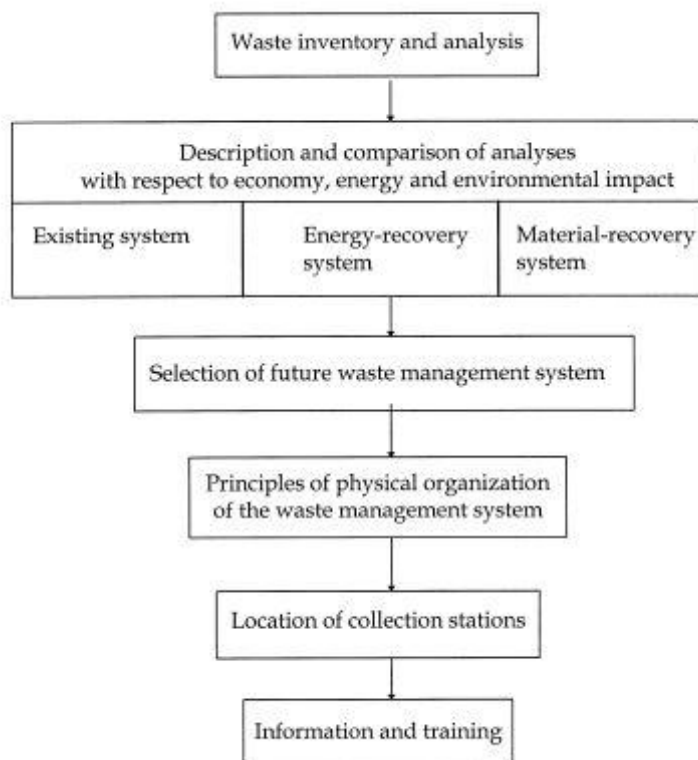 Waste inventory and analysis
Description and comparison of analyses
with respect to economy, energy and environmental impact
Existing system
Energy-recovery
system
Material-recovery
system
Selection of future waste management system
Principles of physical organization
of the waste management system
Location of collection stations
Information and training